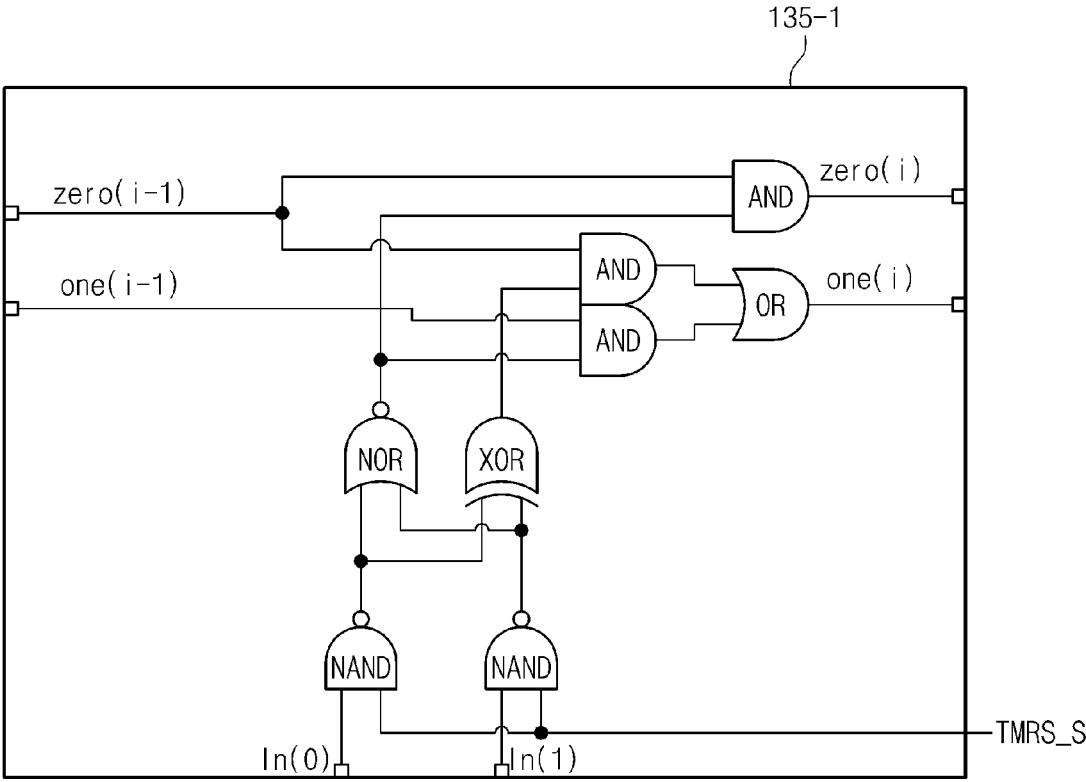 135-1
zero(i-1)
AND
zero(i)
one(i-1)
AND
OR
one(i)
AND
NOR
XOR
NAND
NAND
TMRS_S
In(0)
In(1)